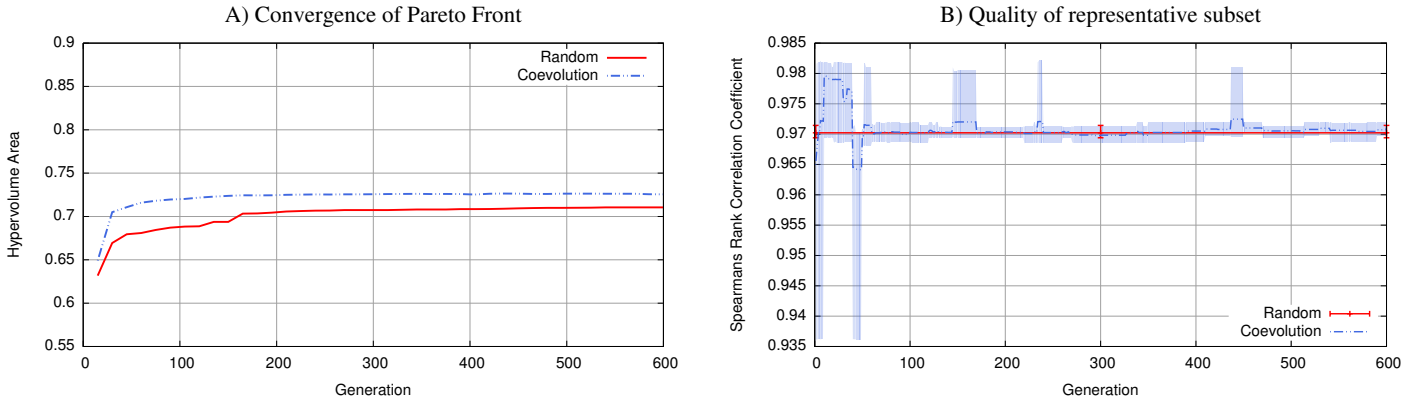 A) Convergence of Pareto Front
0.9
0.85
0.8
0.75
0.7
0.65
0.6
0.55
Hypervolume Area
Random
Coevolution
0 100 200 300 400 500 600
Generation
B) Quality of representative subset
0.985
0.98
0.975
0.97
0.965
0.96
0.955
0.95
0.945
0.94
0.935
Spearmans Rank Correlation Coefficient
Random
Coevolution
0 100 200 300 400 500 600
Generation